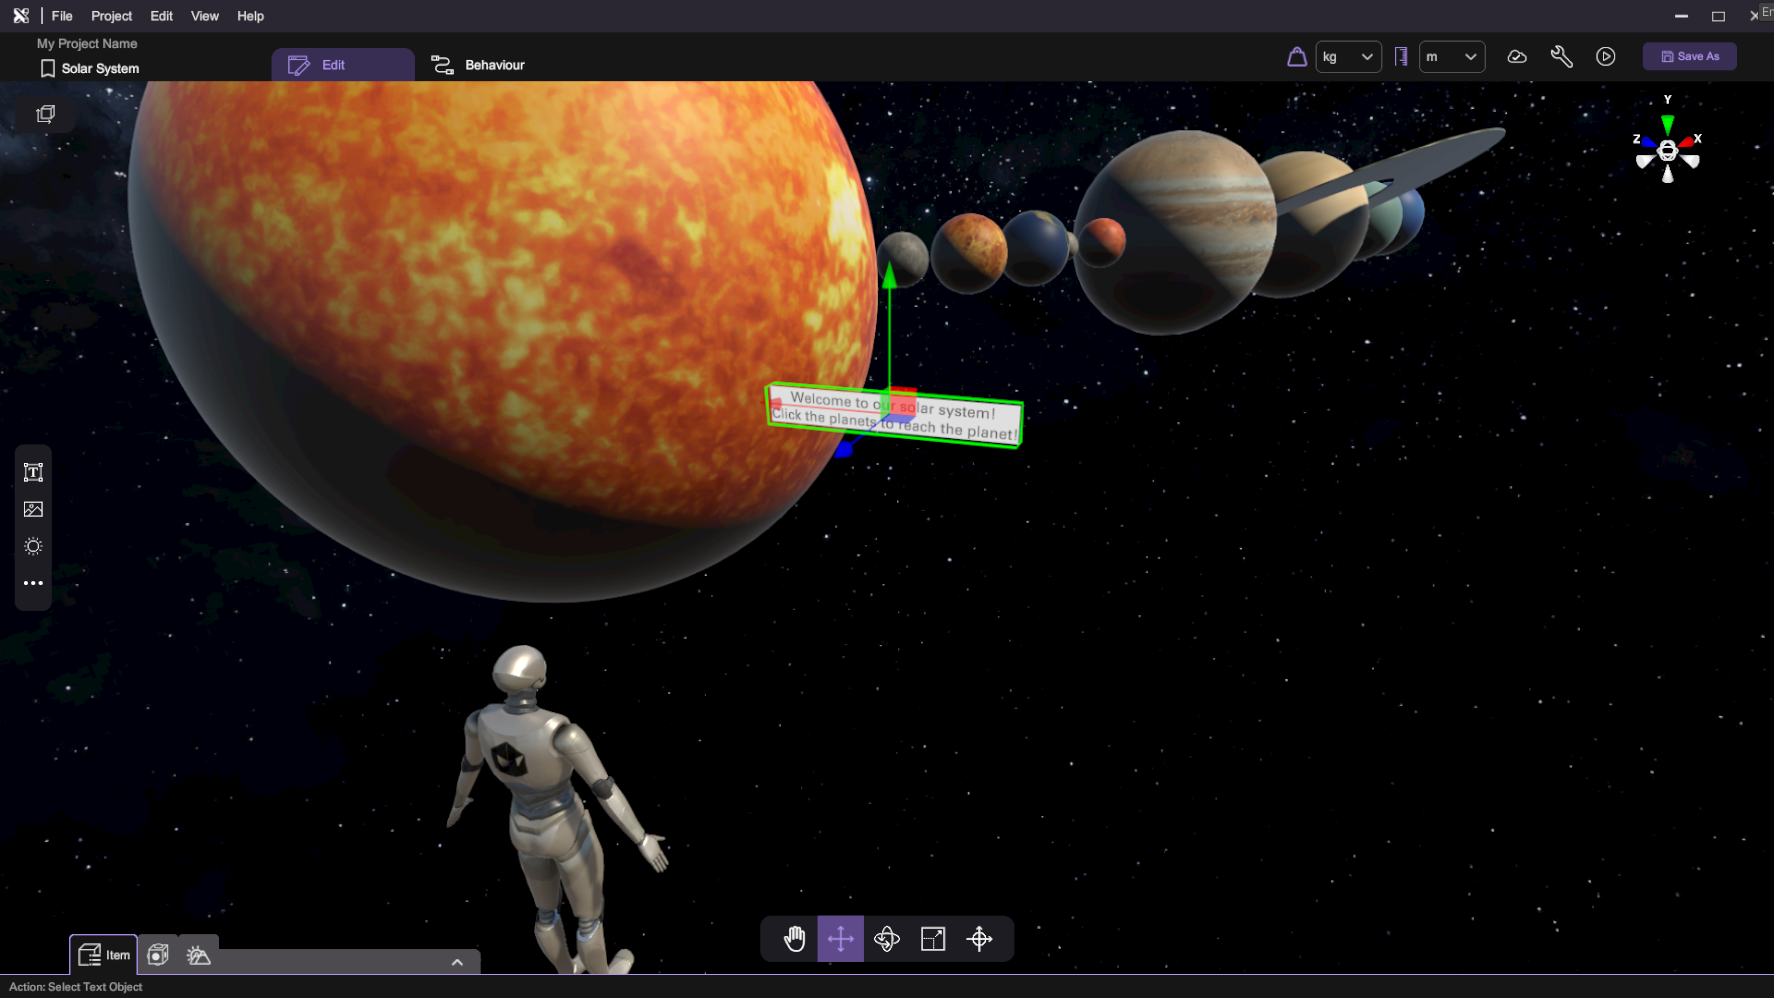 File Project Edit View Help
En
My Project Name
Solar System
Edit
Behaviour
kg
m
Save As
Y
Z
X
Welcome to our solar system!
Click the planets to reach the planet!
Item
Action: Select Text Object